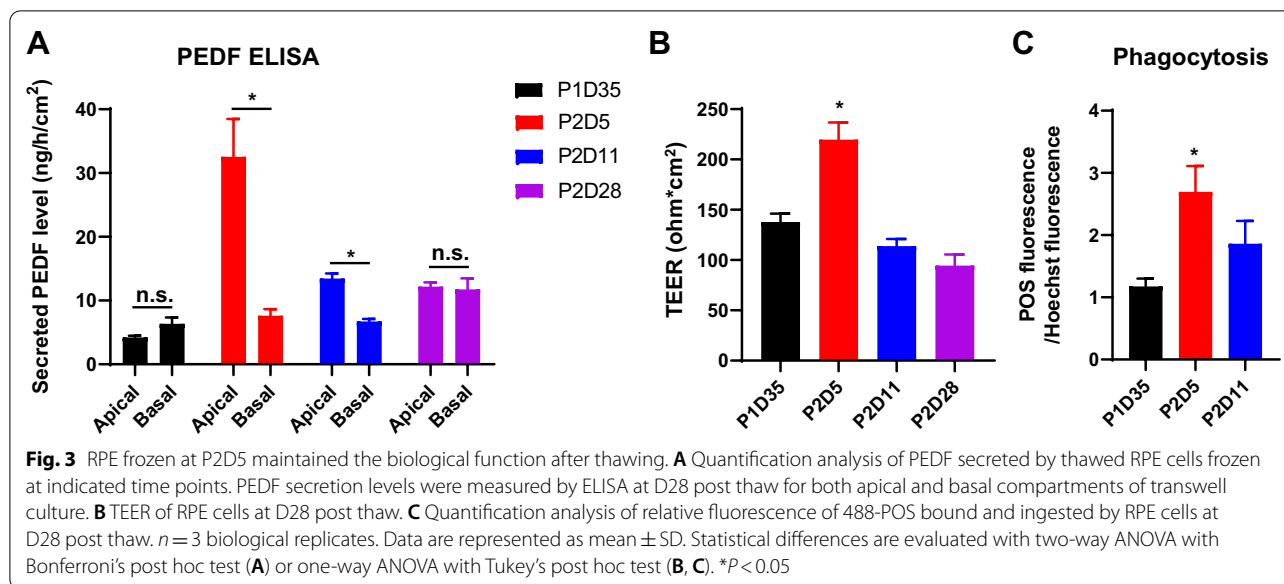 A
PEDF ELISA
Secreted PEDF level (ng/h/cm²)
40
30
20
10
0
n.s.
*
*
n.s.
Apical
Basal
Apical
Basal
Apical
Basal
Apical
Basal
P1D35
P2D5
P2D11
P2D28
B
TEER (ohm*cm2)
250
200
150
100
50
0
*
P1D35
P2D5
P2D11
P2D28
C
Phagocytosis
POS fluorescence
/Hoechst fluorescence
4
3
2
1
0
*
P1D35
P2D5
P2D11
Fig. 3 RPE frozen at P2D5 maintained the biological function after thawing. A Quantification analysis of PEDF secreted by thawed RPE cells frozen
at indicated time points. PEDF secretion levels were measured by ELISA at D28 post thaw for both apical and basal compartments of transwell
culture. B TEER of RPE cells at D28 post thaw. C Quantification analysis of relative fluorescence of 488-POS bound and ingested by RPE cells at
D28 post thaw. n = 3 biological replicates. Data are represented as mean ± SD. Statistical differences are evaluated with two-way ANOVA with
Bonferroni's post hoc test (A) or one-way ANOVA with Tukey's post hoc test (B, C). *P < 0.05